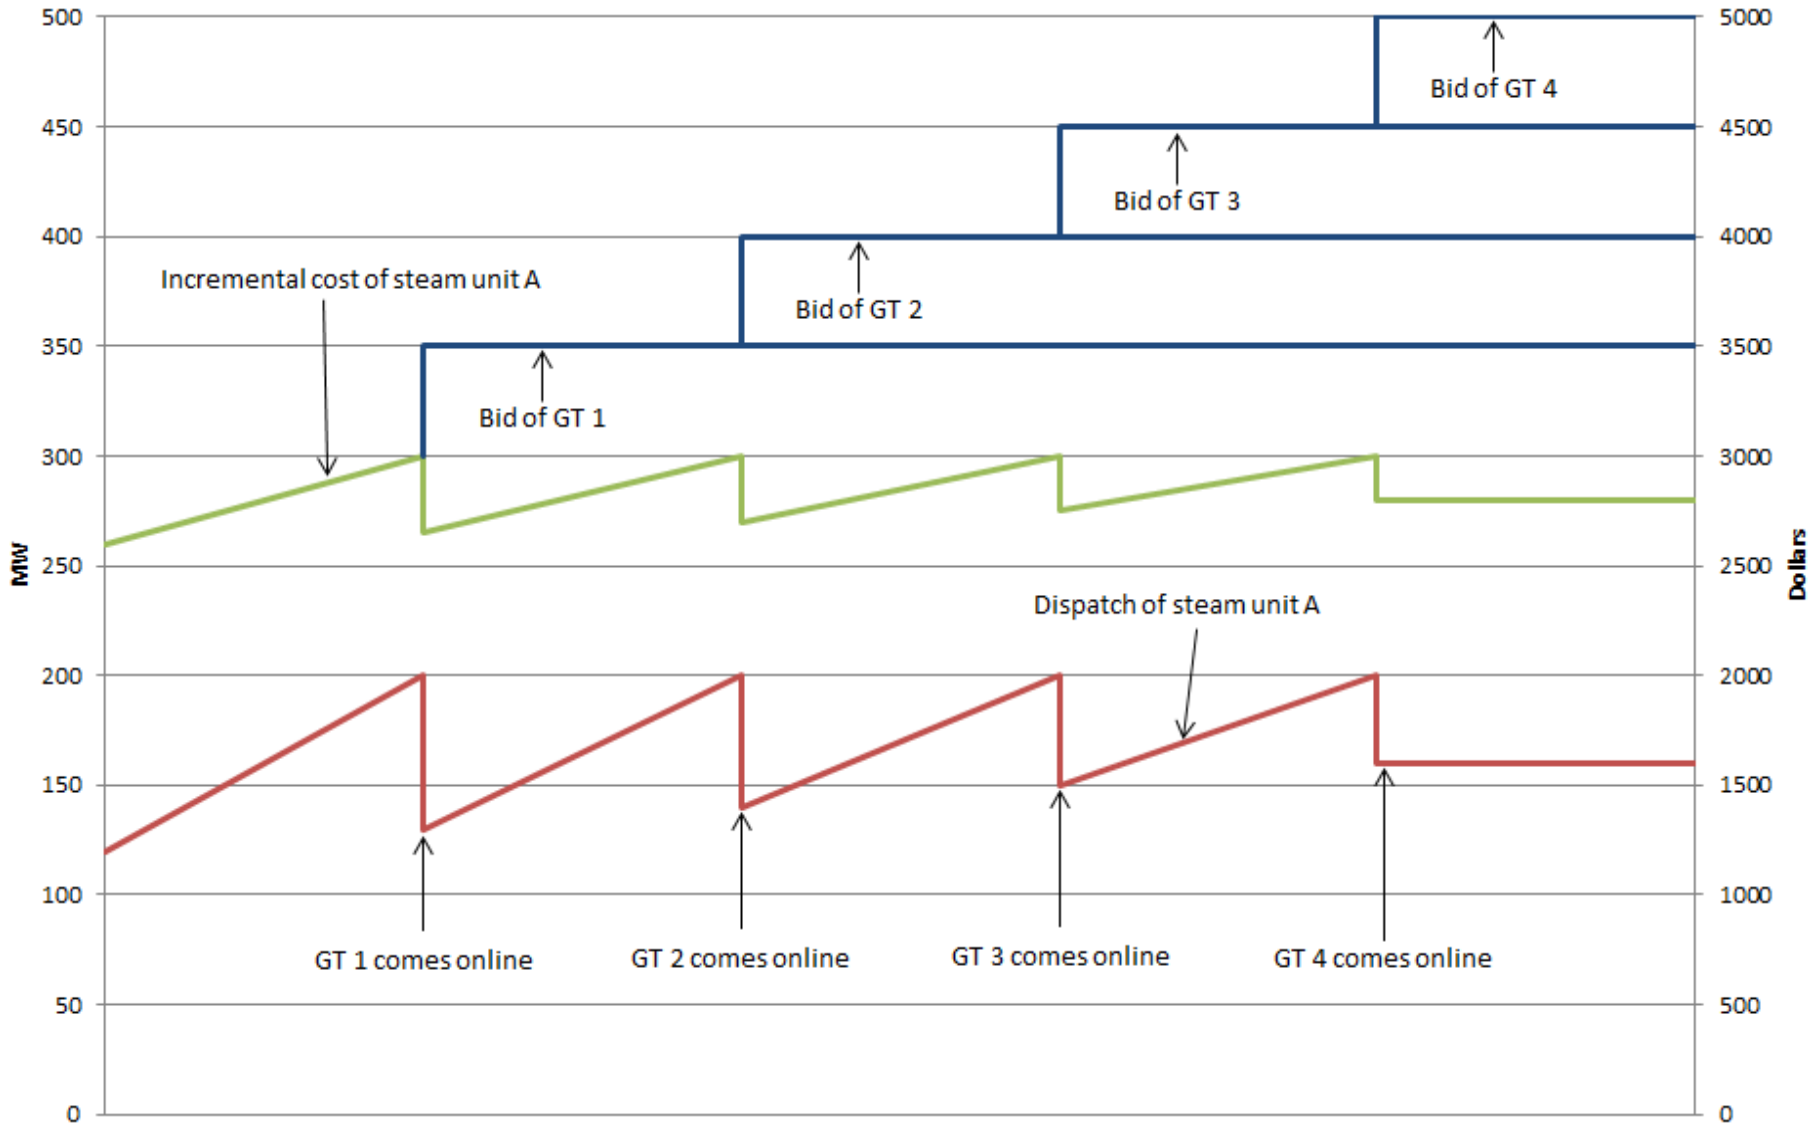 500
450
400
350
300
250
200
150
100
50
0
MW
5000
4500
4000
3500
3000
2500
2000
1500
1000
500
0
Dollars
Bid of GT 4
Bid of GT 3
Incremental cost of steam unit A
Bid of GT 2
Bid of GT 1
Dispatch of steam unit A
GT 1 comes online
GT 2 comes online
GT 3 comes online
GT 4 comes online